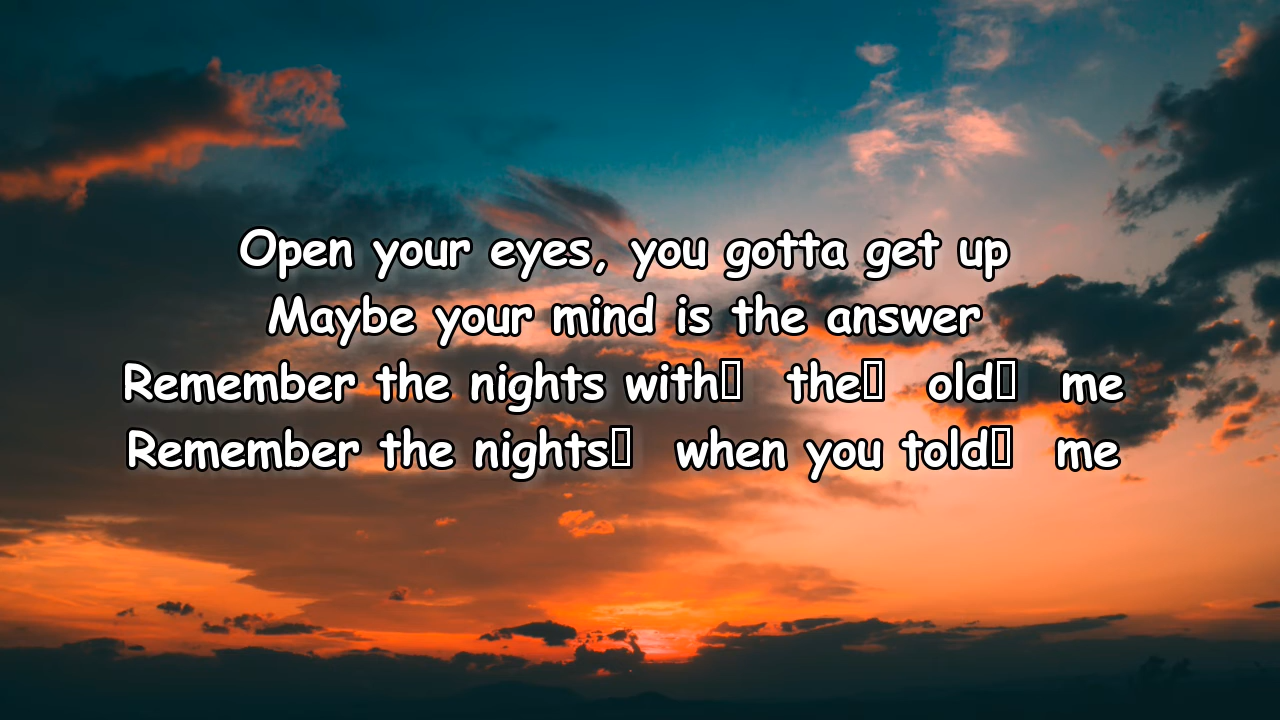 Open your eyes, you gotta get up
Maybe your mind is the answer
Remember the nights with▯ the▯ old▯ me
Remember the nights▯ when you told▯ me